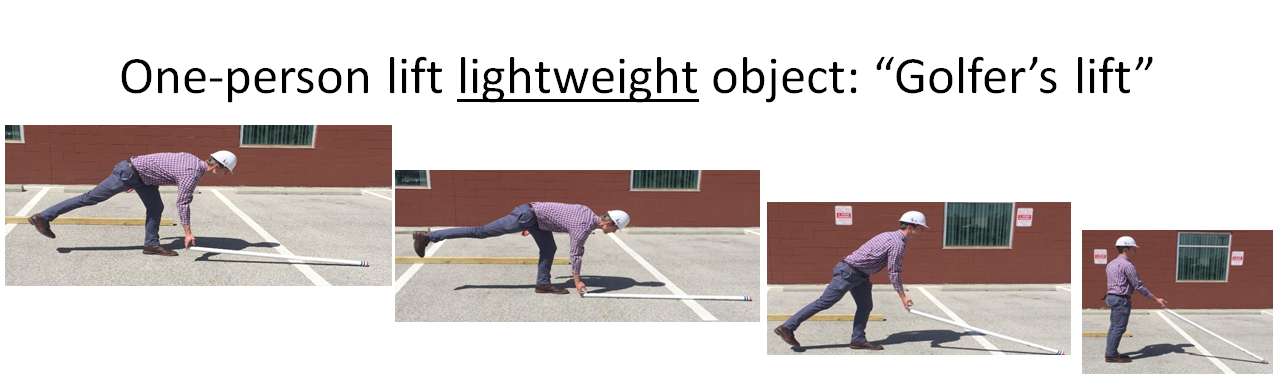 One-person lift lightweight object: “Golfer’s lift”